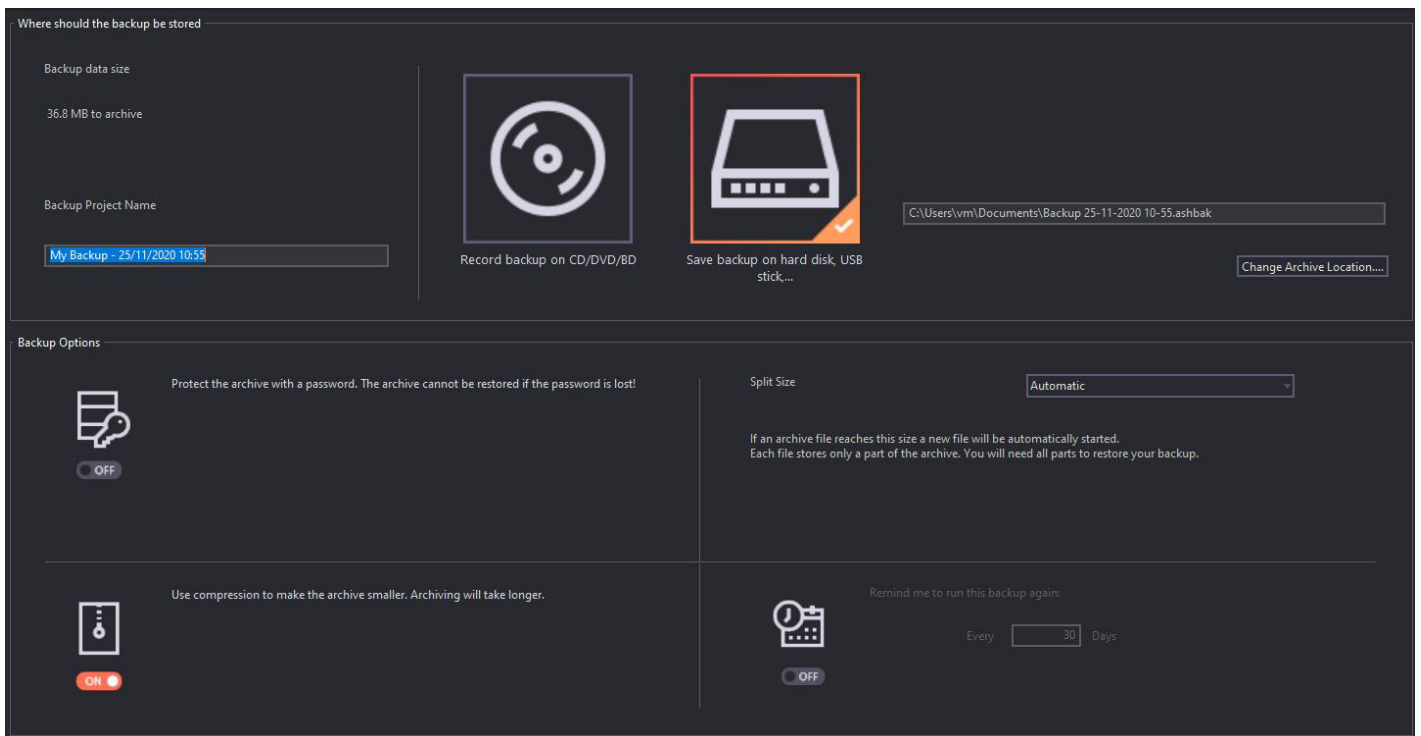 Where should the backup be stored
Backup data size
36.8 MB to archive
Backup Project Name
My Backup - 25/11/2020 10:55
Record backup on CD/DVD/BD
Save backup on hard disk, USB
stick,...
C:\Users\vm\Documents\Backup 25-11-2020 10-55.ashbak
Change Archive Location....
Backup Options
Protect the archive with a password. The archive cannot be restored if the password is lost!
OFF
Split Size
Automatic
If an archive file reaches this size a new file will be automatically started.
Each file stores only a part of the archive. You will need all parts to restore your backup.
Use compression to make the archive smaller. Archiving will take longer.
ON
Remind me to run this backup again:
Every 30 Days
OFF